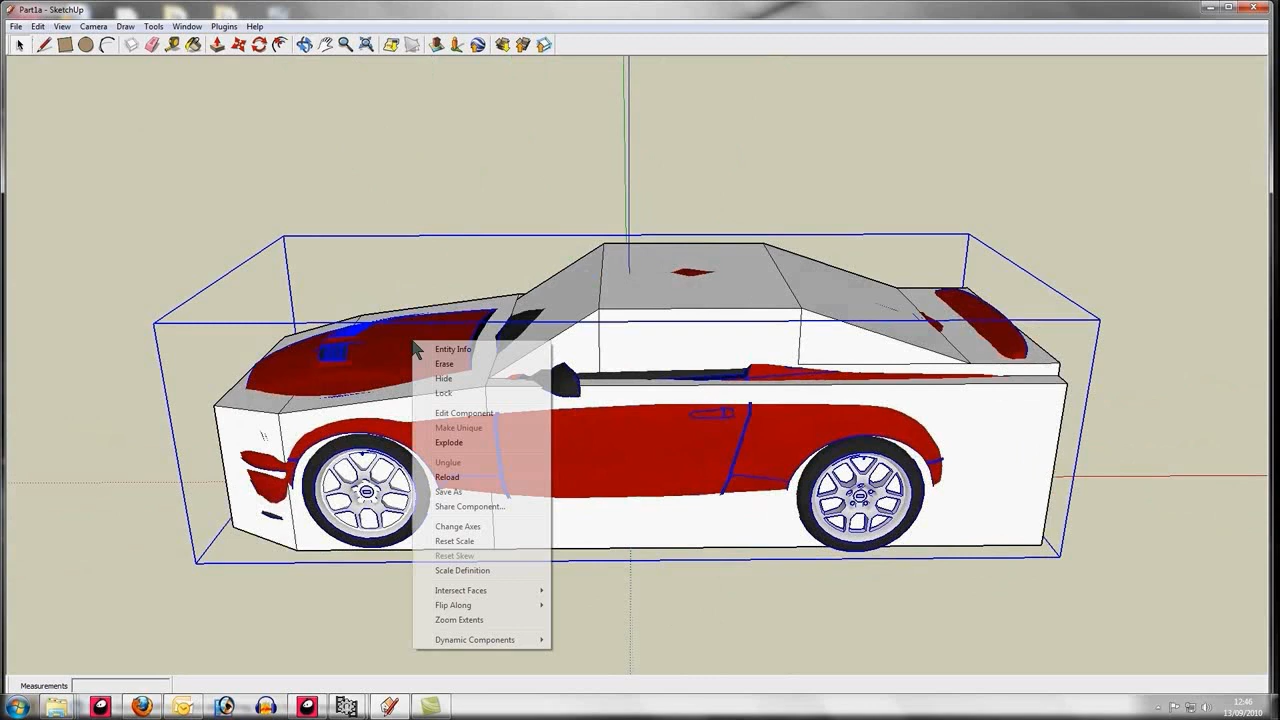 Part1a - SketchUp
File Edit View Camera Draw Tools Window Plugins Help
Entity Info
Erase
Hide
Lock
Edit Component
Make Unique
Explode
Unglue
Reload
Save As
Share Component...
Change Axes
Reset Scale
Reset Skew
Scale Definition
Intersect Faces
Flip Along
Zoom Extents
Dynamic Components
Measurements
12:46
13/09/2010